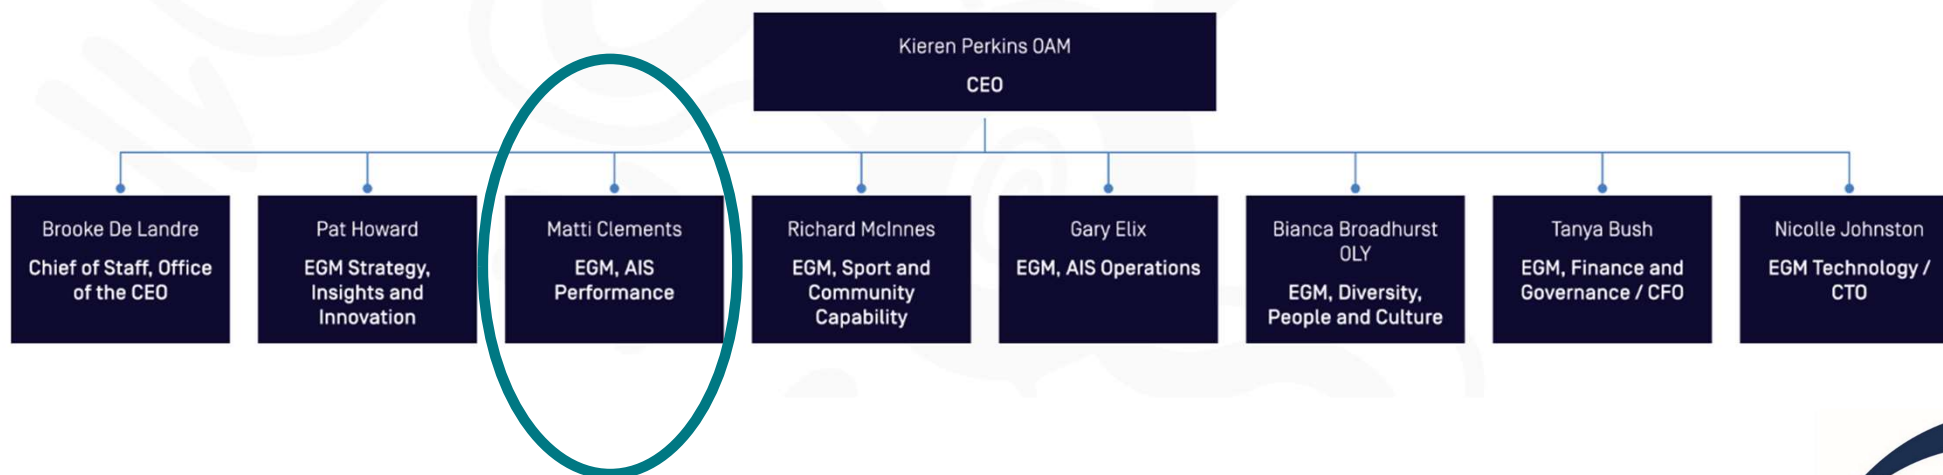 Kieren Perkins OAM
CEO
Brooke De Landre
Chief of Staff, Office
of the CEO
Pat Howard
EGM Strategy,
Insights and
Innovation
Matti Clements
EGM, AIS
Performance
Richard McInnes
EGM, Sport and
Community
Capability
Gary Elix
EGM, AIS Operations
Bianca Broadhurst
OLY
EGM, Diversity,
People and Culture
Tanya Bush
EGM, Finance and
Governance / CFO
Nicolle Johnston
EGM Technology /
CTO